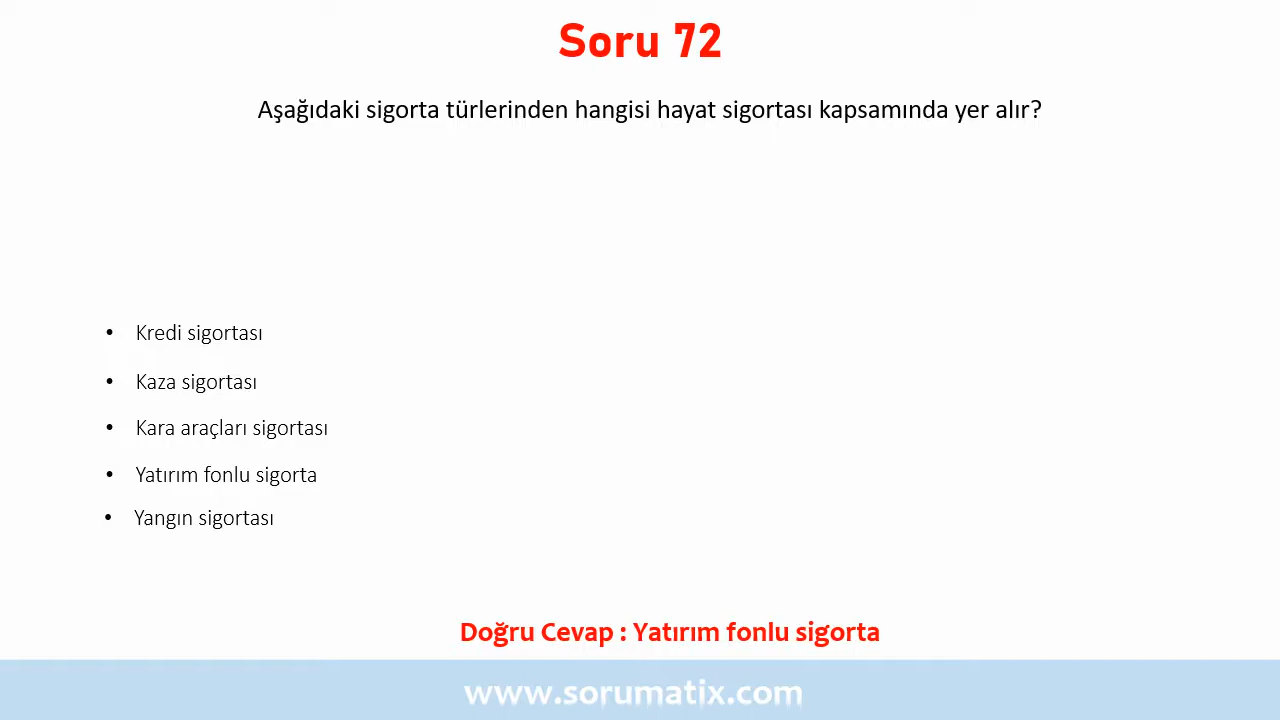 Soru 72
Aşağıdaki sigorta türlerinden hangisi hayat sigortası kapsamında yer alır?
• Kredi sigortası
• Kaza sigortası
• Kara araçları sigortası
• Yatırım fonlu sigorta
• Yangın sigortası
Doğru Cevap : Yatırım fonlu sigorta
www.sorumatix.com